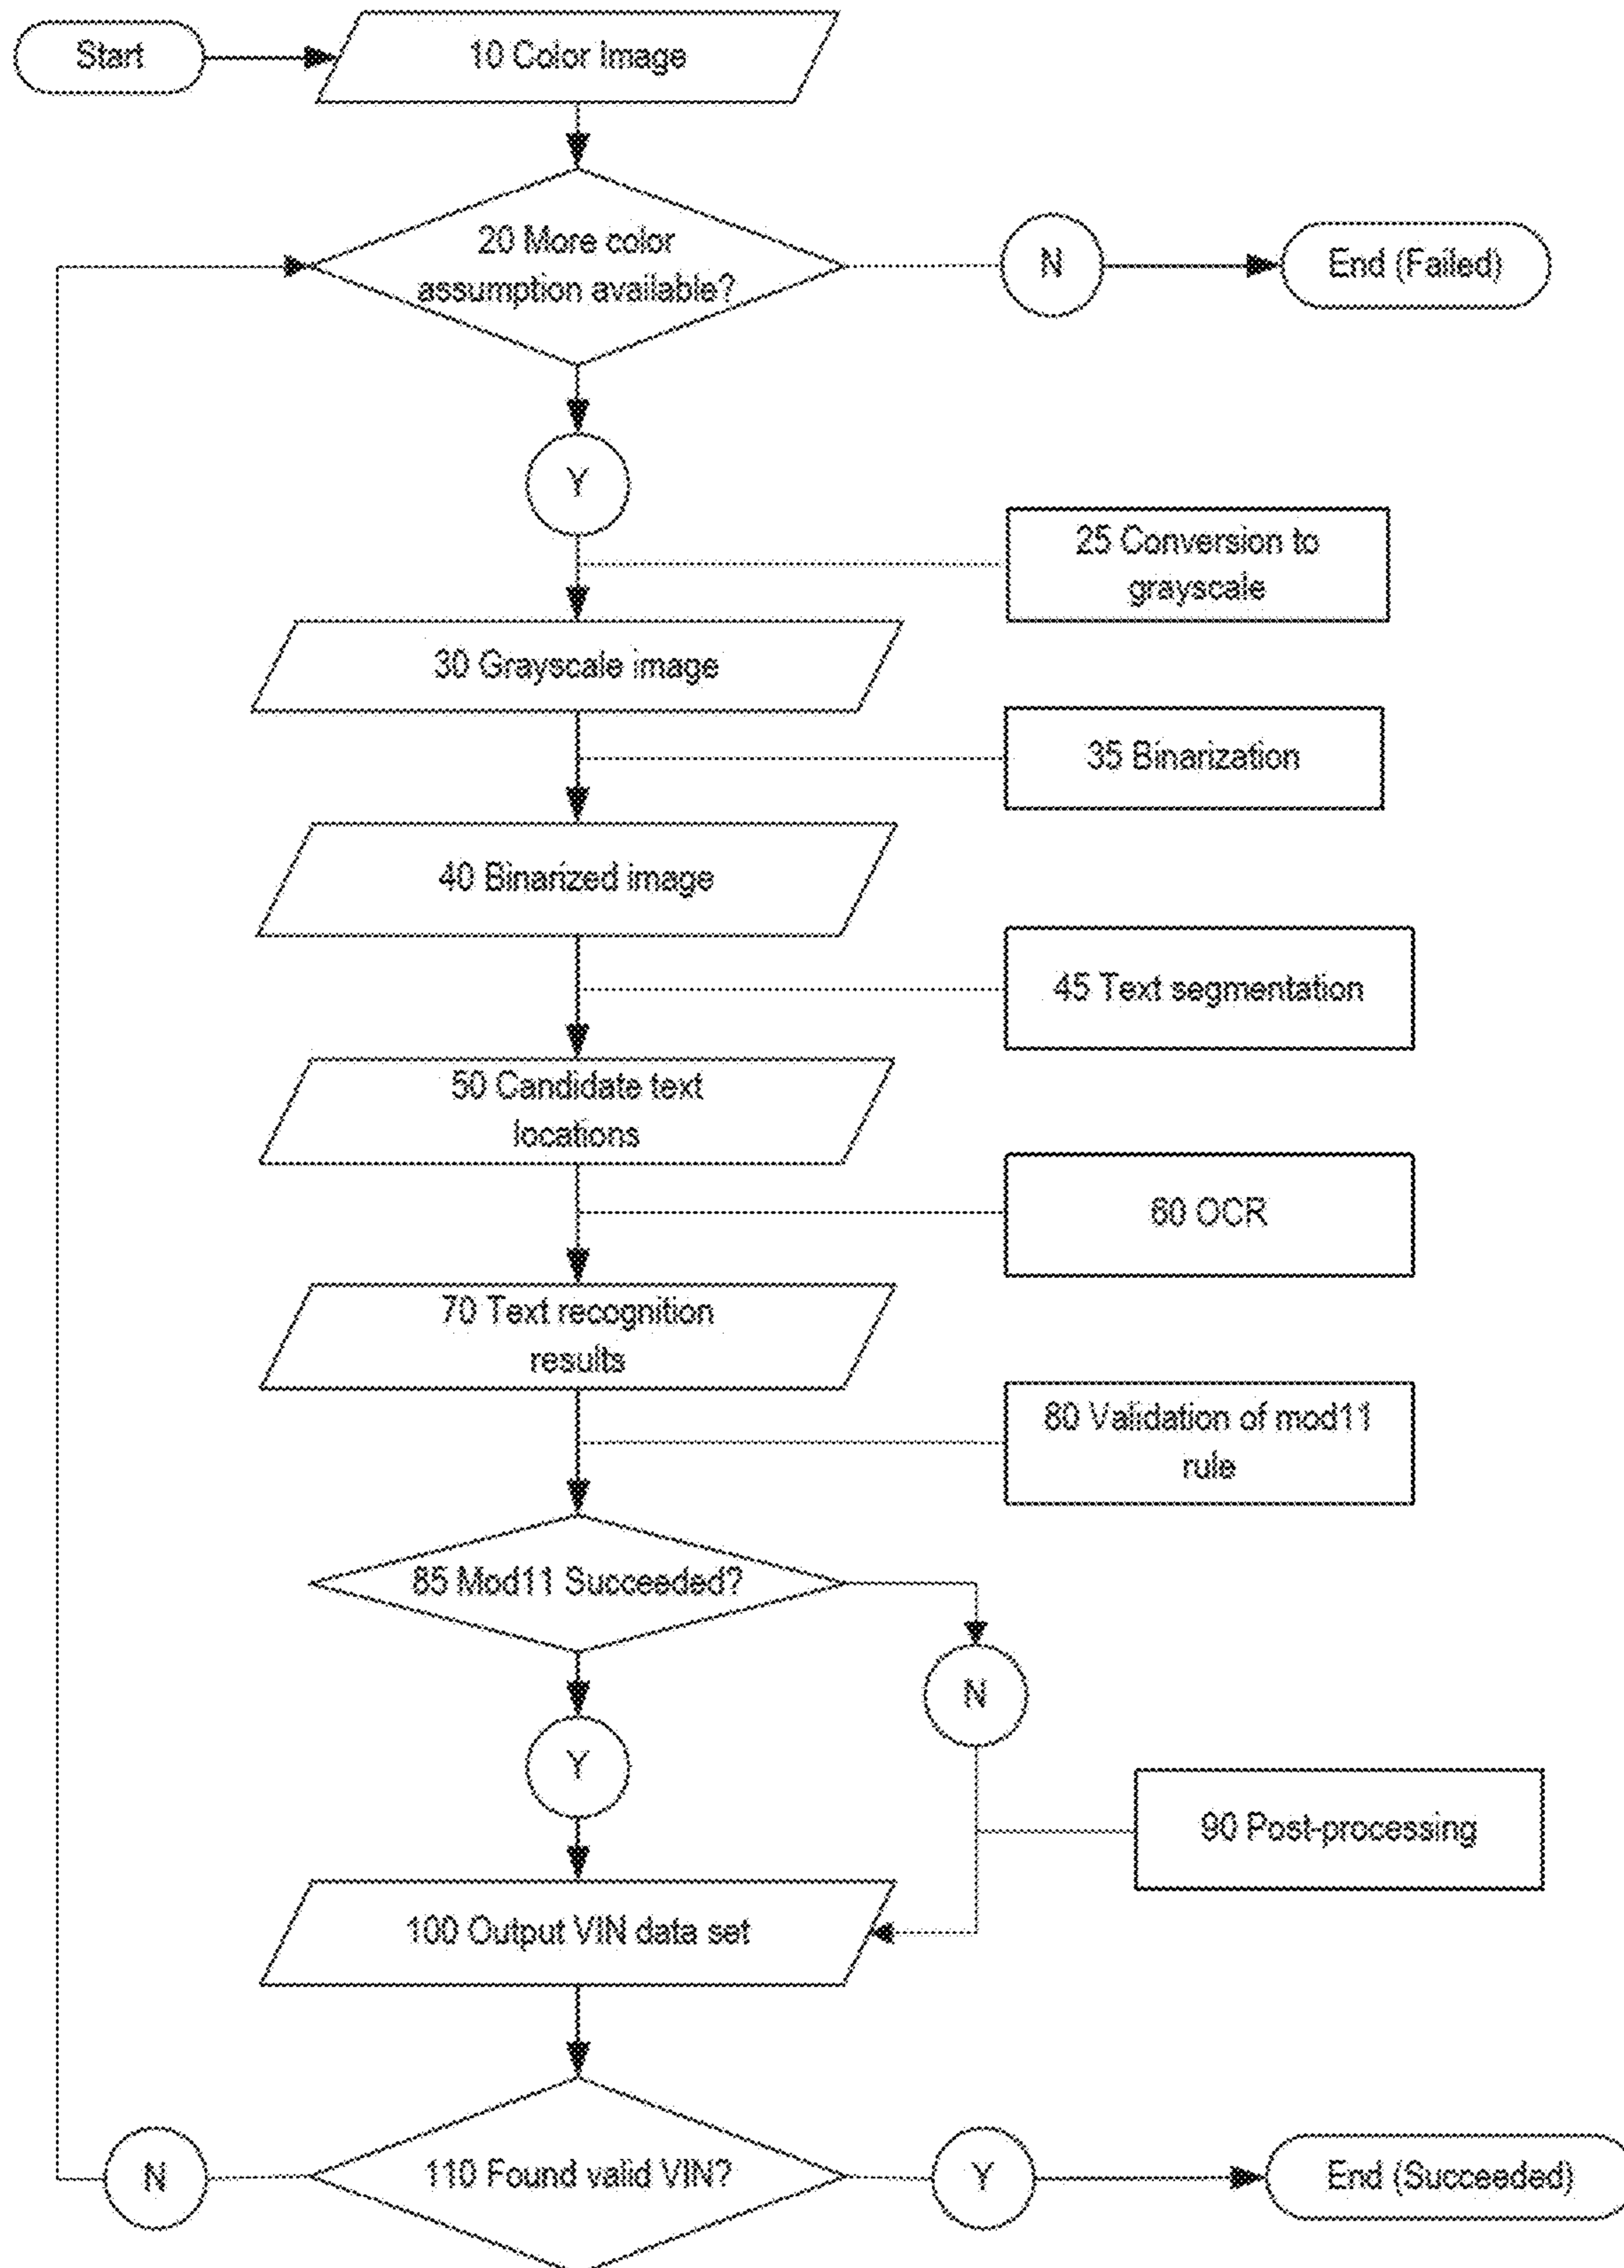 Start
10 Color Image
20 More color
assumption available?
N
End (Failed)
Y
25 Conversion to
grayscale
30 Grayscale image
35 Binarization
40 Binarized image
45 Text segmentation
50 Candidate text
locations
60 OCR
70 Text recognition
results
80 Validation of mod11
rule
85 Mod11 Succeeded?
N
Y
90 Post-processing
100 Output VIN data set
N
110 Found valid VIN?
Y
End (Succeeded)